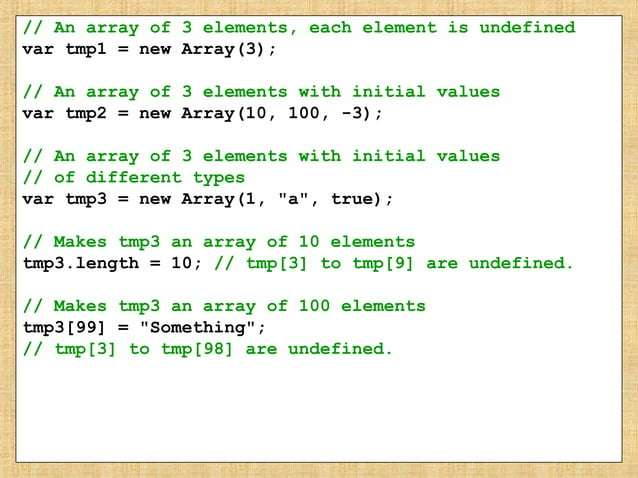 // An array of 3 elements, each element is undefined
var tmp1 = new Array(3);
// An array of 3 elements with initial values
var tmp2 = new Array(10, 100, -3);
// An array of 3 elements with initial values
// of different types
var tmp3 = new Array(1, "a", true);
// Makes tmp3 an array of 10 elements
tmp3.length = 10; // tmp[3] to tmp[9] are undefined.
// Makes tmp3 an array of 100 elements
tmp3[99] = "Something";
// tmp[3] to tmp[98] are undefined.